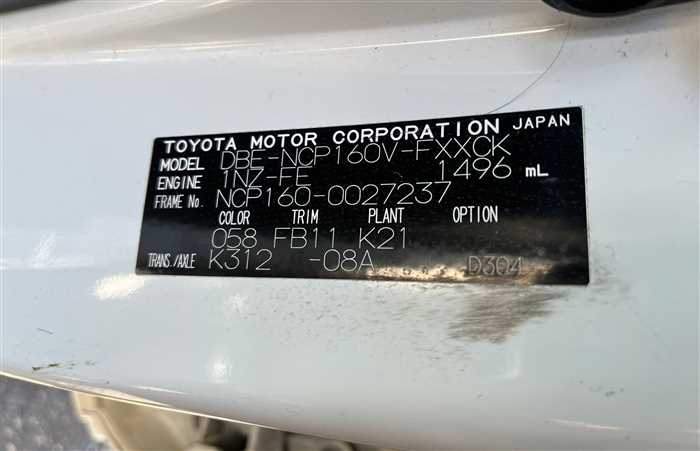 TOYOTA MOTOR CORPORATION JAPAN
MODEL DBE-NCP160V-FXXCK
ENGINE 1NZ-FE 1496 mL
FRAME No. NCP160-0027237
COLOR TRIM PLANT OPTION
058 FB11 K21
TRANS./AXLE K312 -08A D304